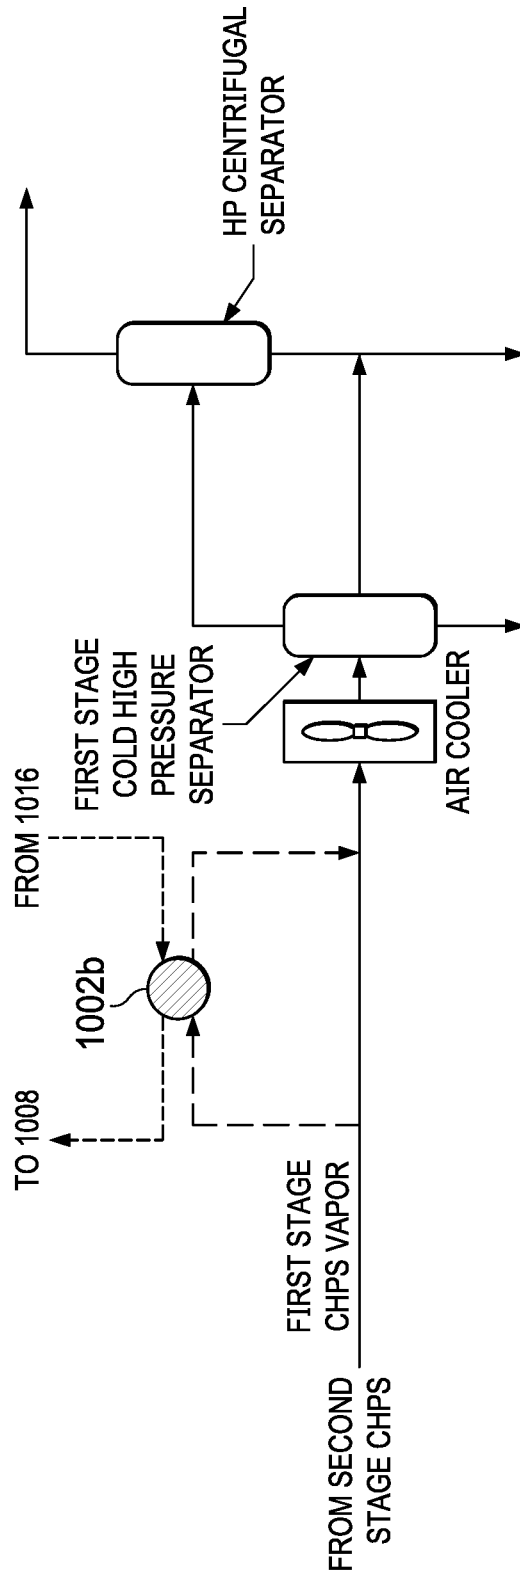 FROM SECOND
STAGE CHPS
FIRST STAGE
CHPS VAPOR
TO 1008
1002b
FROM 1016
FIRST STAGE
COLD HIGH
PRESSURE
SEPARATOR
AIR COOLER
HP CENTRIFUGAL
SEPARATOR